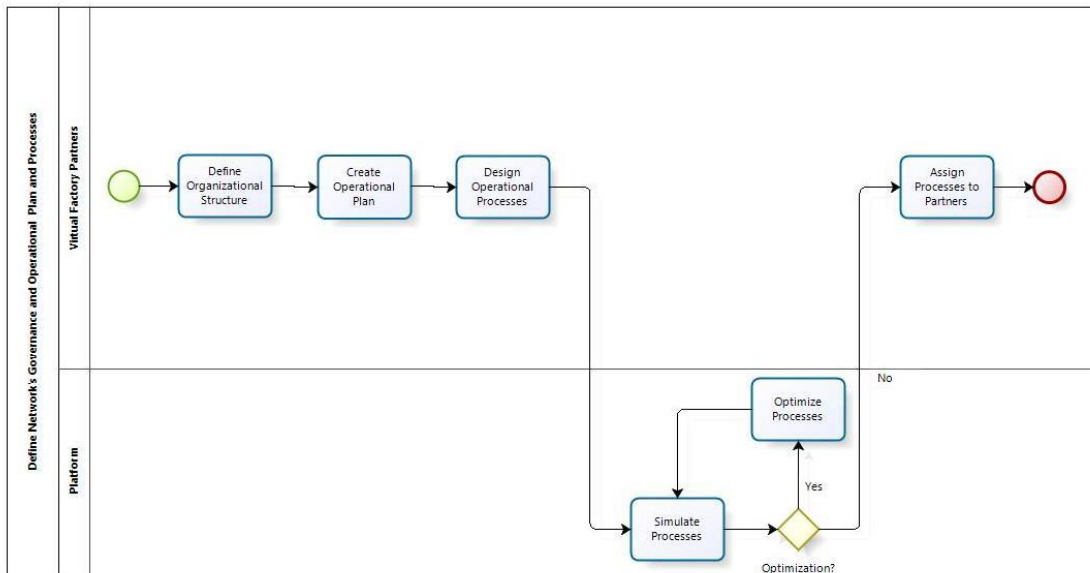 Define Network's Governance and Operational Plan and Processes
Virtual Factory Partners
Define
Organizational
Structure
Create
Operational
Plan
Design
Operational
Processes
Assign
Processes to
Partners
Platform
No
Optimize
Processes
Yes
Simulate
Processes
Optimization?